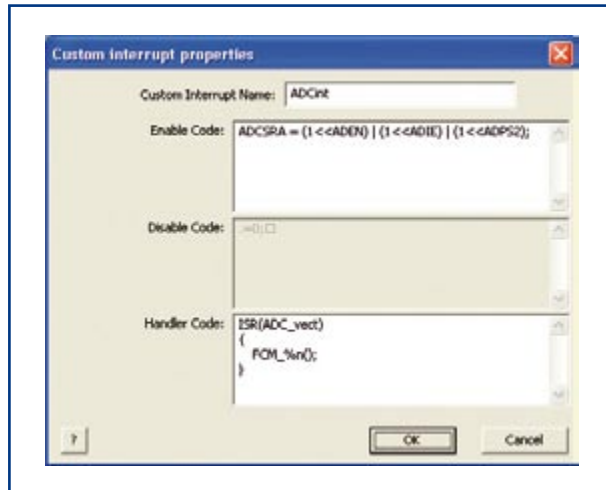 Custom interrupt properties
Custom Interrupt Name: ADCint
Enable Code: ADCSRA = (1<<ADEN) | (1<<ADIE) | (1<<ADPS2);
Disable Code: .=0;□
Handler Code: ISR(ADC_vect)
{
FCM_%n();
}
? OK Cancel